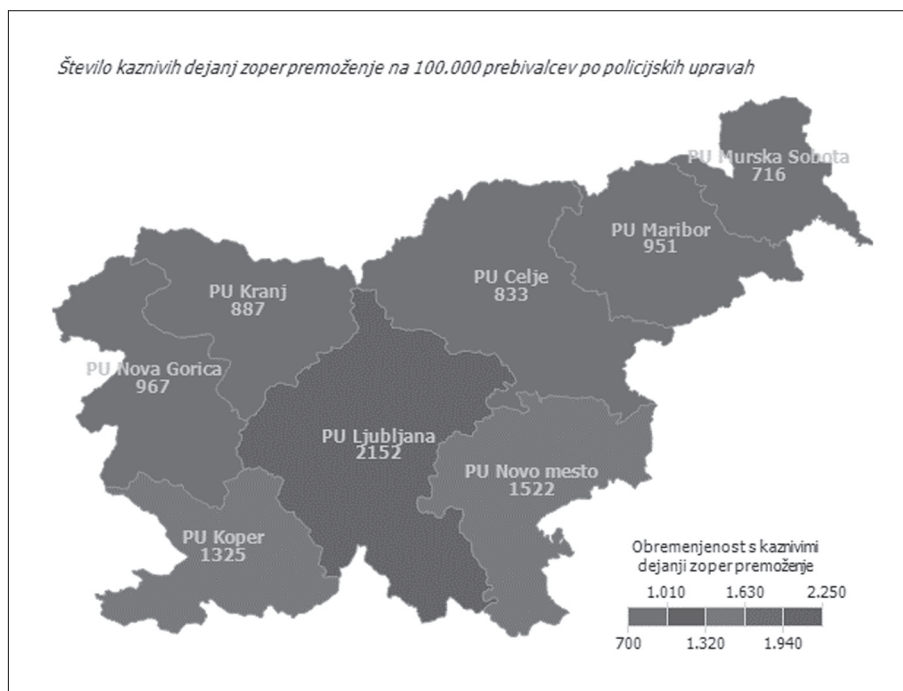 Število kaznivih dejanj zoper premoženje na 100.000 prebivalcev po policijskih upravah
PU Murska Sobota
716
PU Maribor
951
PU Celje
833
PU Kranj
887
PU Nova Gorica
967
PU Ljubljana
2152
PU Novo mesto
1522
PU Koper
1325
Obremenjenost s kaznivimi
dejanji zoper premoženje
1.010 1.630 2.250
700 1.320 1.940